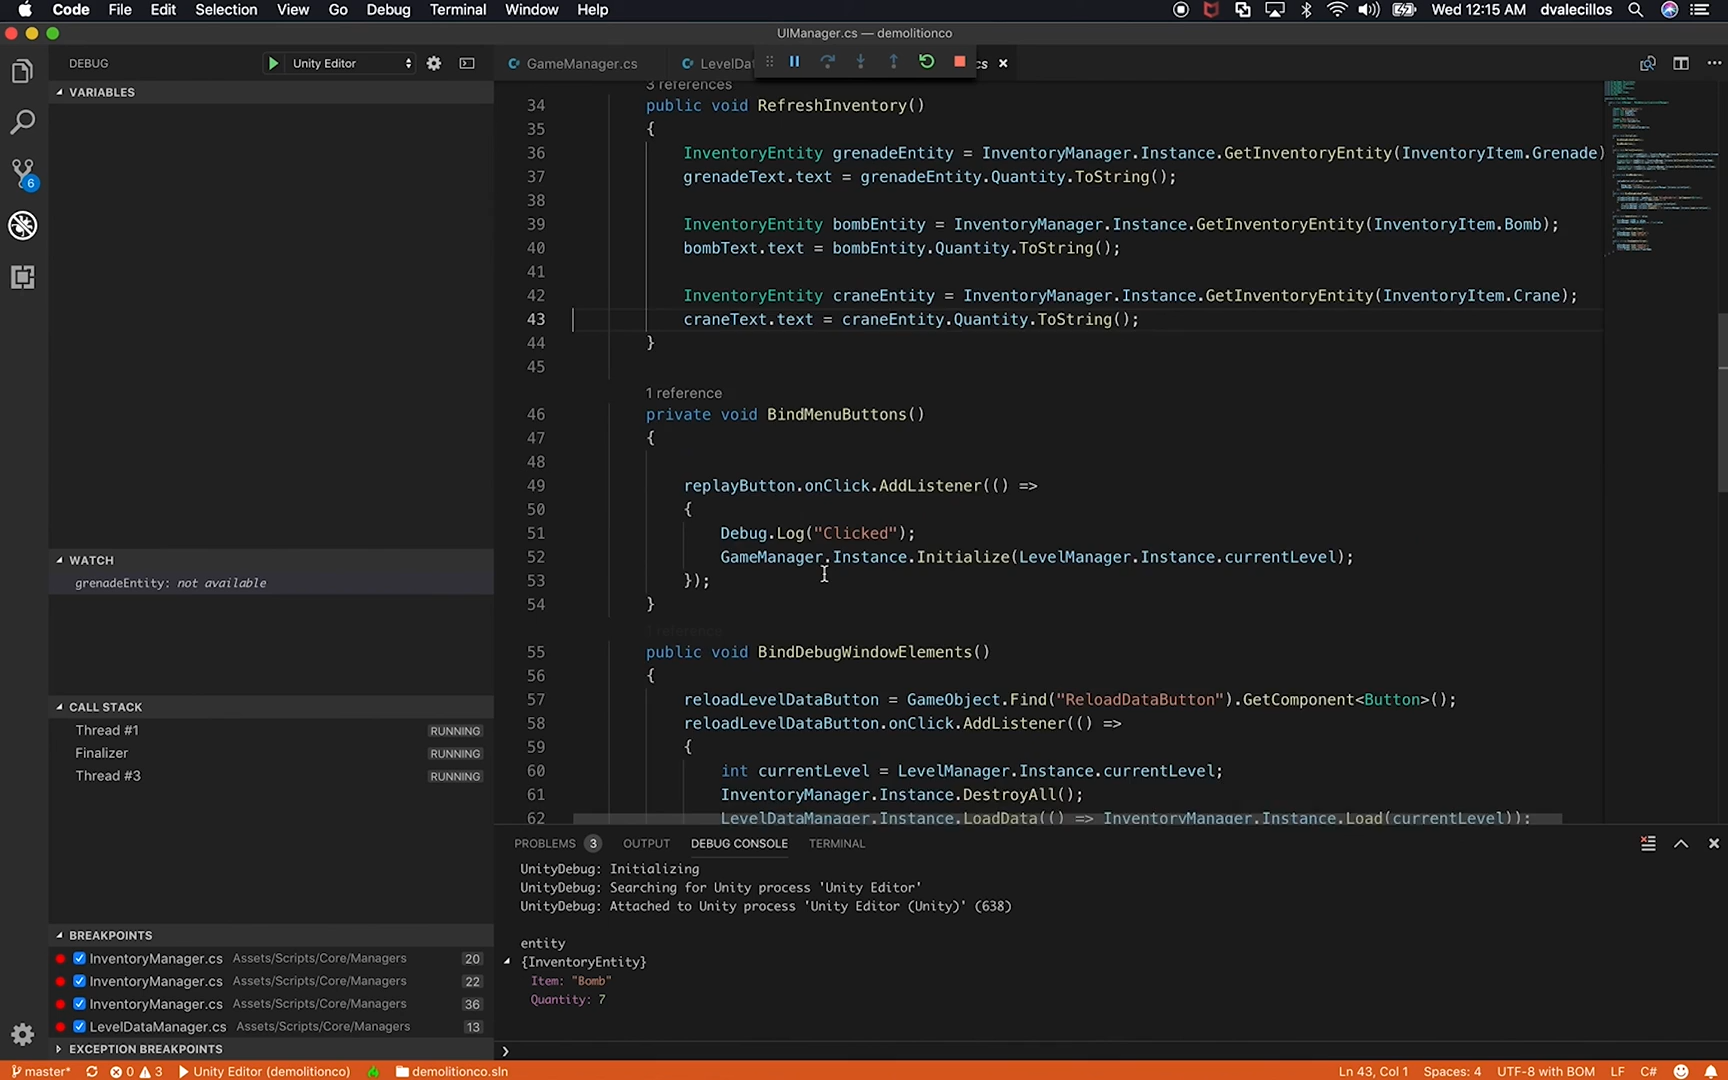 Code File Edit Selection View Go Debug Terminal Window Help Wed 12:15 AM dvalecillos
UIManager.cs — demolitionco
DEBUG Unity Editor GameManager.cs LevelDat cs
VARIABLES
3 references
34 public void RefreshInventory()
35 {
36 InventoryEntity grenadeEntity = InventoryManager.Instance.GetInventoryEntity(InventoryItem.Grenade)
37 grenadeText.text = grenadeEntity.Quantity.ToString();
38
39 InventoryEntity bombEntity = InventoryManager.Instance.GetInventoryEntity(InventoryItem.Bomb);
40 bombText.text = bombEntity.Quantity.ToString();
41
42 InventoryEntity craneEntity = InventoryManager.Instance.GetInventoryEntity(InventoryItem.Crane);
43 craneText.text = craneEntity.Quantity.ToString();
44 }
45
1 reference
46 private void BindMenuButtons()
47 {
48
49 replayButton.onClick.AddListener(() =>
50 {
51 Debug.Log("Clicked");
52 GameManager.Instance.Initialize(LevelManager.Instance.currentLevel);
53 });
54 }
1 reference
55 public void BindDebugWindowElements()
56 {
57 reloadLevelDataButton = GameObject.Find("ReloadDataButton").GetComponent<Button>();
58 reloadLevelDataButton.onClick.AddListener(() =>
59 {
60 int currentLevel = LevelManager.Instance.currentLevel;
61 InventoryManager.Instance.DestroyAll();
62 LevelDataManager.Instance.LoadData(() => InventoryManager.Instance.Load(currentLevel));
6
WATCH
grenadeEntity: not available
CALL STACK
Thread #1 RUNNING
Finalizer RUNNING
Thread #3 RUNNING
BREAKPOINTS
InventoryManager.cs Assets/Scripts/Core/Managers 20
InventoryManager.cs Assets/Scripts/Core/Managers 22
InventoryManager.cs Assets/Scripts/Core/Managers 36
LevelDataManager.cs Assets/Scripts/Core/Managers 13
EXCEPTION BREAKPOINTS
PROBLEMS 3 OUTPUT DEBUG CONSOLE TERMINAL
UnityDebug: Initializing
UnityDebug: Searching for Unity process 'Unity Editor'
UnityDebug: Attached to Unity process 'Unity Editor (Unity)' (638)
entity
{InventoryEntity}
Item: "Bomb"
Quantity: 7
master* 0 3 Unity Editor (demolitionco) demolitionco.sln Ln 43, Col 1 Spaces: 4 UTF-8 with BOM LF C#